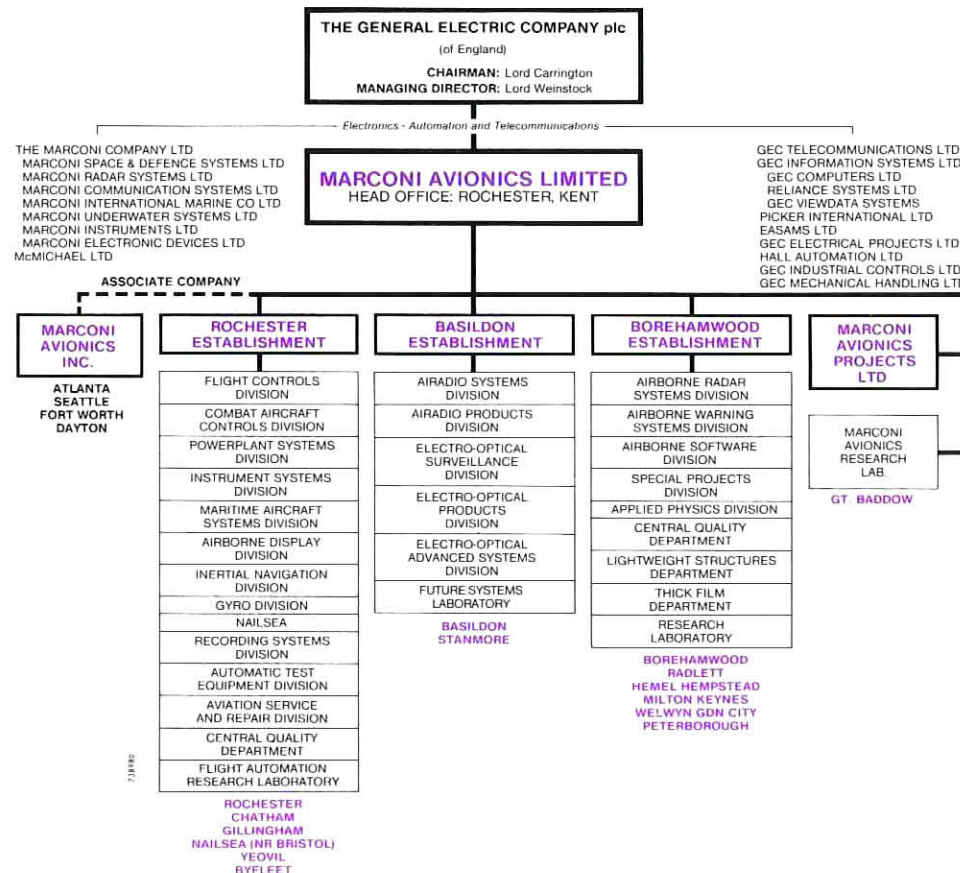 THE GENERAL ELECTRIC COMPANY plc
(of England)
CHAIRMAN: Lord Carrington
MANAGING DIRECTOR: Lord Weinstock
Electronics - Automation and Telecommunications
THE MARCONI COMPANY LTD
MARCONI SPACE & DEFENCE SYSTEMS LTD
MARCONI RADAR SYSTEMS LTD
MARCONI COMMUNICATION SYSTEMS LTD
MARCONI INTERNATIONAL MARINE CO LTD
MARCONI UNDERWATER SYSTEMS LTD
MARCONI INSTRUMENTS LTD
MARCONI ELECTRONIC DEVICES LTD
McMICHAEL LTD
MARCONI AVIONICS LIMITED
HEAD OFFICE: ROCHESTER, KENT
GEC TELECOMMUNICATIONS LTD
GEC INFORMATION SYSTEMS LTD
GEC COMPUTERS LTD
RELIANCE SYSTEMS LTD
GEC VIEWDATA SYSTEMS
PICKER INTERNATIONAL LTD
EASAMS LTD
GEC ELECTRICAL PROJECTS LTD
HALL AUTOMATION LTD
GEC INDUSTRIAL CONTROLS LTD
GEC MECHANICAL HANDLING LTD
ASSOCIATE COMPANY
MARCONI
AVIONICS
INC.
ATLANTA
SEATTLE
FORT WORTH
DAYTON
ROCHESTER
ESTABLISHMENT
FLIGHT CONTROLS
DIVISION
COMBAT AIRCRAFT
CONTROLS DIVISION
POWERPLANT SYSTEMS
DIVISION
INSTRUMENT SYSTEMS
DIVISION
MARITIME AIRCRAFT
SYSTEMS DIVISION
AIRBORNE DISPLAY
DIVISION
INERTIAL NAVIGATION
DIVISION
GYRO DIVISION
NAILSEA
RECORDING SYSTEMS
DIVISION
AUTOMATIC TEST
EQUIPMENT DIVISION
AVIATION SERVICE
AND REPAIR DIVISION
CENTRAL QUALITY
DEPARTMENT
FLIGHT AUTOMATION
RESEARCH LABORATORY
ROCHESTER
CHATHAM
GILLINGHAM
NAILSEA (NR BRISTOL)
YEOVIL
BYFLEET
BASILDON
ESTABLISHMENT
AIRADIO SYSTEMS
DIVISION
AIRADIO PRODUCTS
DIVISION
ELECTRO-OPTICAL
SURVEILLANCE
DIVISION
ELECTRO-OPTICAL
PRODUCTS
DIVISION
ELECTRO-OPTICAL
ADVANCED SYSTEMS
DIVISION
FUTURE SYSTEMS
LABORATORY
BASILDON
STANMORE
BOREHAMWOOD
ESTABLISHMENT
AIRBORNE RADAR
SYSTEMS DIVISION
AIRBORNE WARNING
SYSTEMS DIVISION
AIRBORNE SOFTWARE
DIVISION
SPECIAL PROJECTS
DIVISION
APPLIED PHYSICS DIVISION
CENTRAL QUALITY
DEPARTMENT
LIGHTWEIGHT STRUCTURES
DEPARTMENT
THICK FILM
DEPARTMENT
RESEARCH
LABORATORY
BOREHAMWOOD
RADLETT
HEMEL HEMPSTEAD
MILTON KEYNES
WELWYN GDN CITY
PETERBOROUGH
MARCONI
AVIONICS
PROJECTS
LTD
MARCONI
AVIONICS
RESEARCH
LAB.
GT. BADDOW